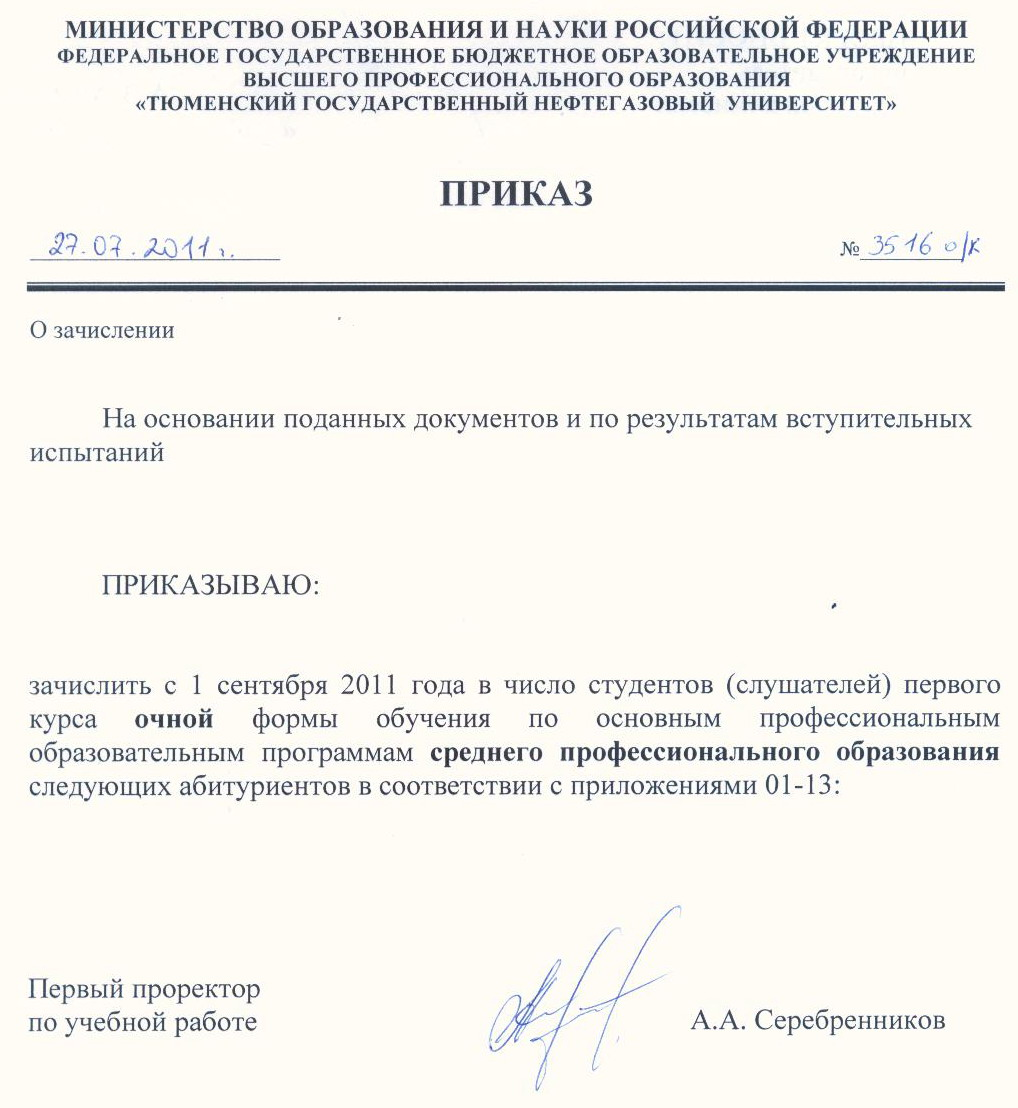 МИНИСТЕРСТВО ОБРАЗОВАНИЯ И НАУКИ РОССИЙСКОЙ ФЕДЕРАЦИИ
ФЕДЕРАЛЬНОЕ ГОСУДАРСТВЕННОЕ БЮДЖЕТНОЕ ОБРАЗОВАТЕЛЬНОЕ УЧРЕЖДЕНИЕ
ВЫСШЕГО ПРОФЕССИОНАЛЬНОГО ОБРАЗОВАНИЯ
«ТЮМЕНСКИЙ ГОСУДАРСТВЕННЫЙ НЕФТЕГАЗОВЫЙ УНИВЕРСИТЕТ»
ПРИКАЗ
27.07.2011 г. № 3516 о/к
О зачислении
На основании поданных документов и по результатам вступительных
испытаний
ПРИКАЗЫВАЮ:
зачислить с 1 сентября 2011 года в число студентов (слушателей) первого
курса очной формы обучения по основным профессиональным
образовательным программам среднего профессионального образования
следующих абитуриентов в соответствии с приложениями 01-13:
Первый проректор
по учебной работе А.А. Серебренников